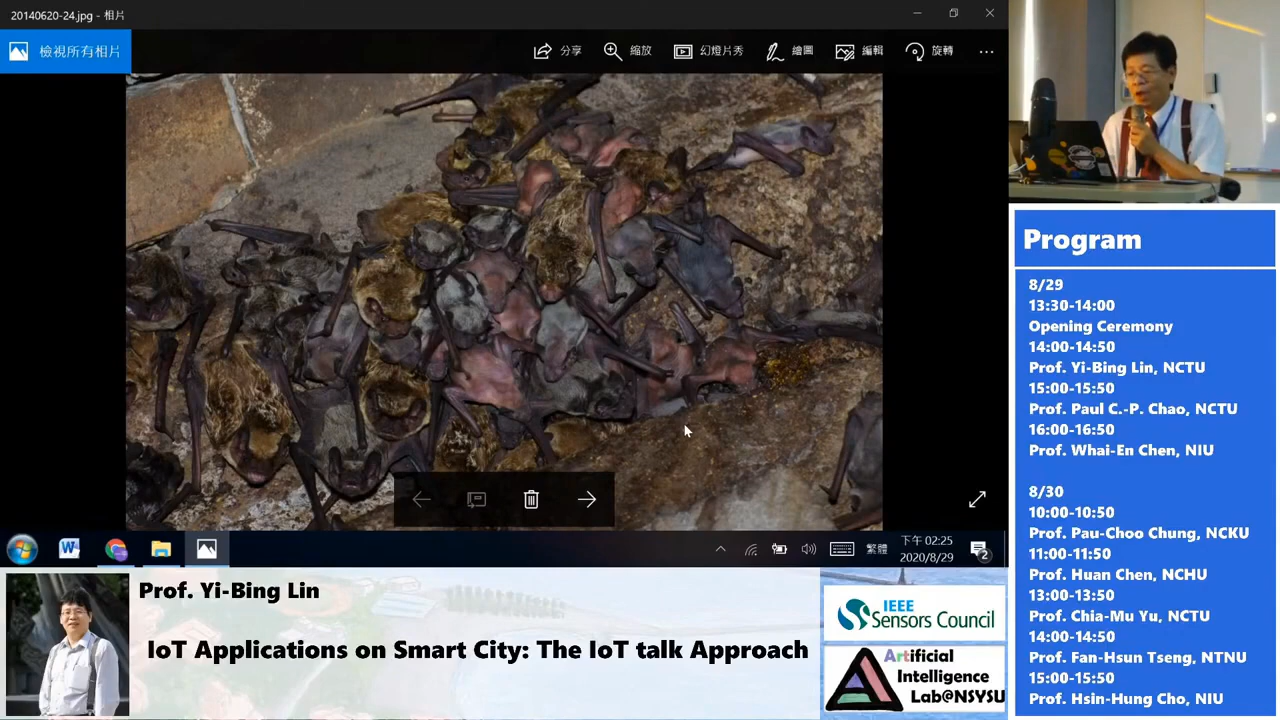 20140620-24.jpg - 相片
檢視所有相片
分享
縮放
幻燈片秀
繪圖
編輯
旋轉
繁體
下午 02:25
2020/8/29
2
Prof. Yi-Bing Lin
IoT Applications on Smart City: The IoT talk Approach
IEEE
Sensors Council
Artificial
Intelligence
Lab@NSYSU
Program
8/29
13:30-14:00
Opening Ceremony
14:00-14:50
Prof. Yi-Bing Lin, NCTU
15:00-15:50
Prof. Paul C.-P. Chao, NCTU
16:00-16:50
Prof. Whai-En Chen, NIU
8/30
10:00-10:50
Prof. Pau-Choo Chung, NCKU
11:00-11:50
Prof. Huan Chen, NCHU
13:00-13:50
Prof. Chia-Mu Yu, NCTU
14:00-14:50
Prof. Fan-Hsun Tseng, NTNU
15:00-15:50
Prof. Hsin-Hung Cho, NIU